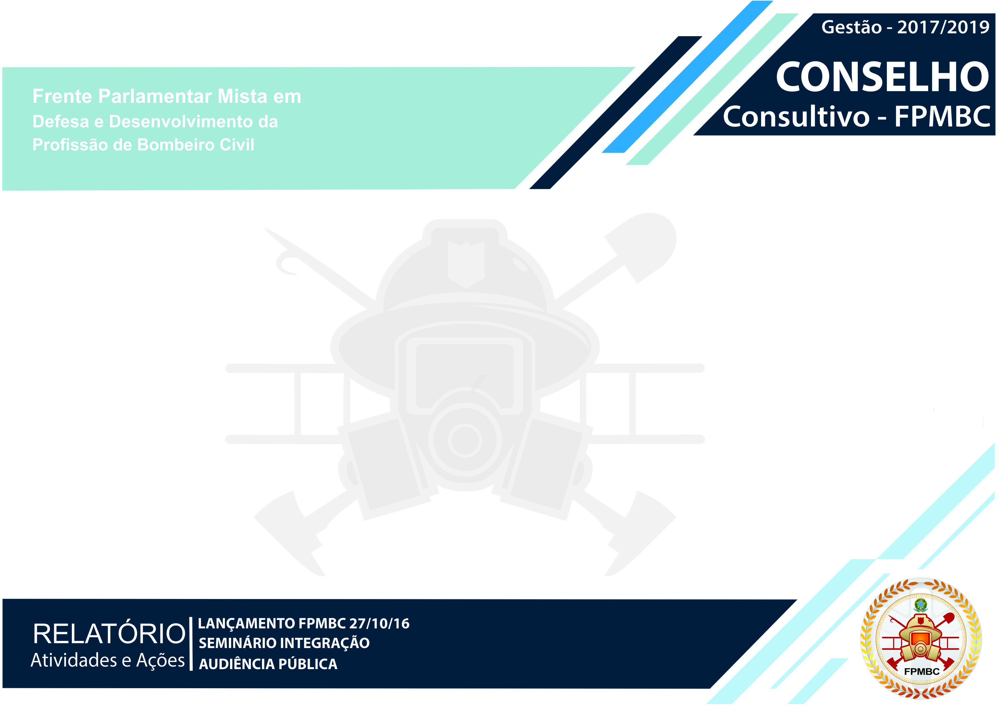 Gestão - 2017/2019
CONSELHO
Consultivo - FPMBC
Frente Parlamentar Mista em
Defesa e Desenvolvimento da
Profissão de Bombeiro Civil
RELATÓRIO
Atividades e Ações
LANÇAMENTO FPMBC 27/10/16
SEMINÁRIO INTEGRAÇÃO
AUDIÊNCIA PÚBLICA
FPMBC